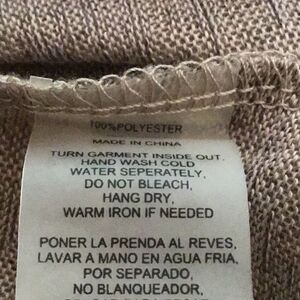 100%POLYESTER
MADE IN CHINA
TURN GARMENT INSIDE OUT.
HAND WASH COLD
WATER SEPERATELY.
DO NOT BLEACH,
HANG DRY,
WARM IRON IF NEEDED
PONER LA PRENDA AL REVES,
LAVAR A MANO EN AGUA FRIA,
POR SEPARADO,
NO BLANQUEADOR,